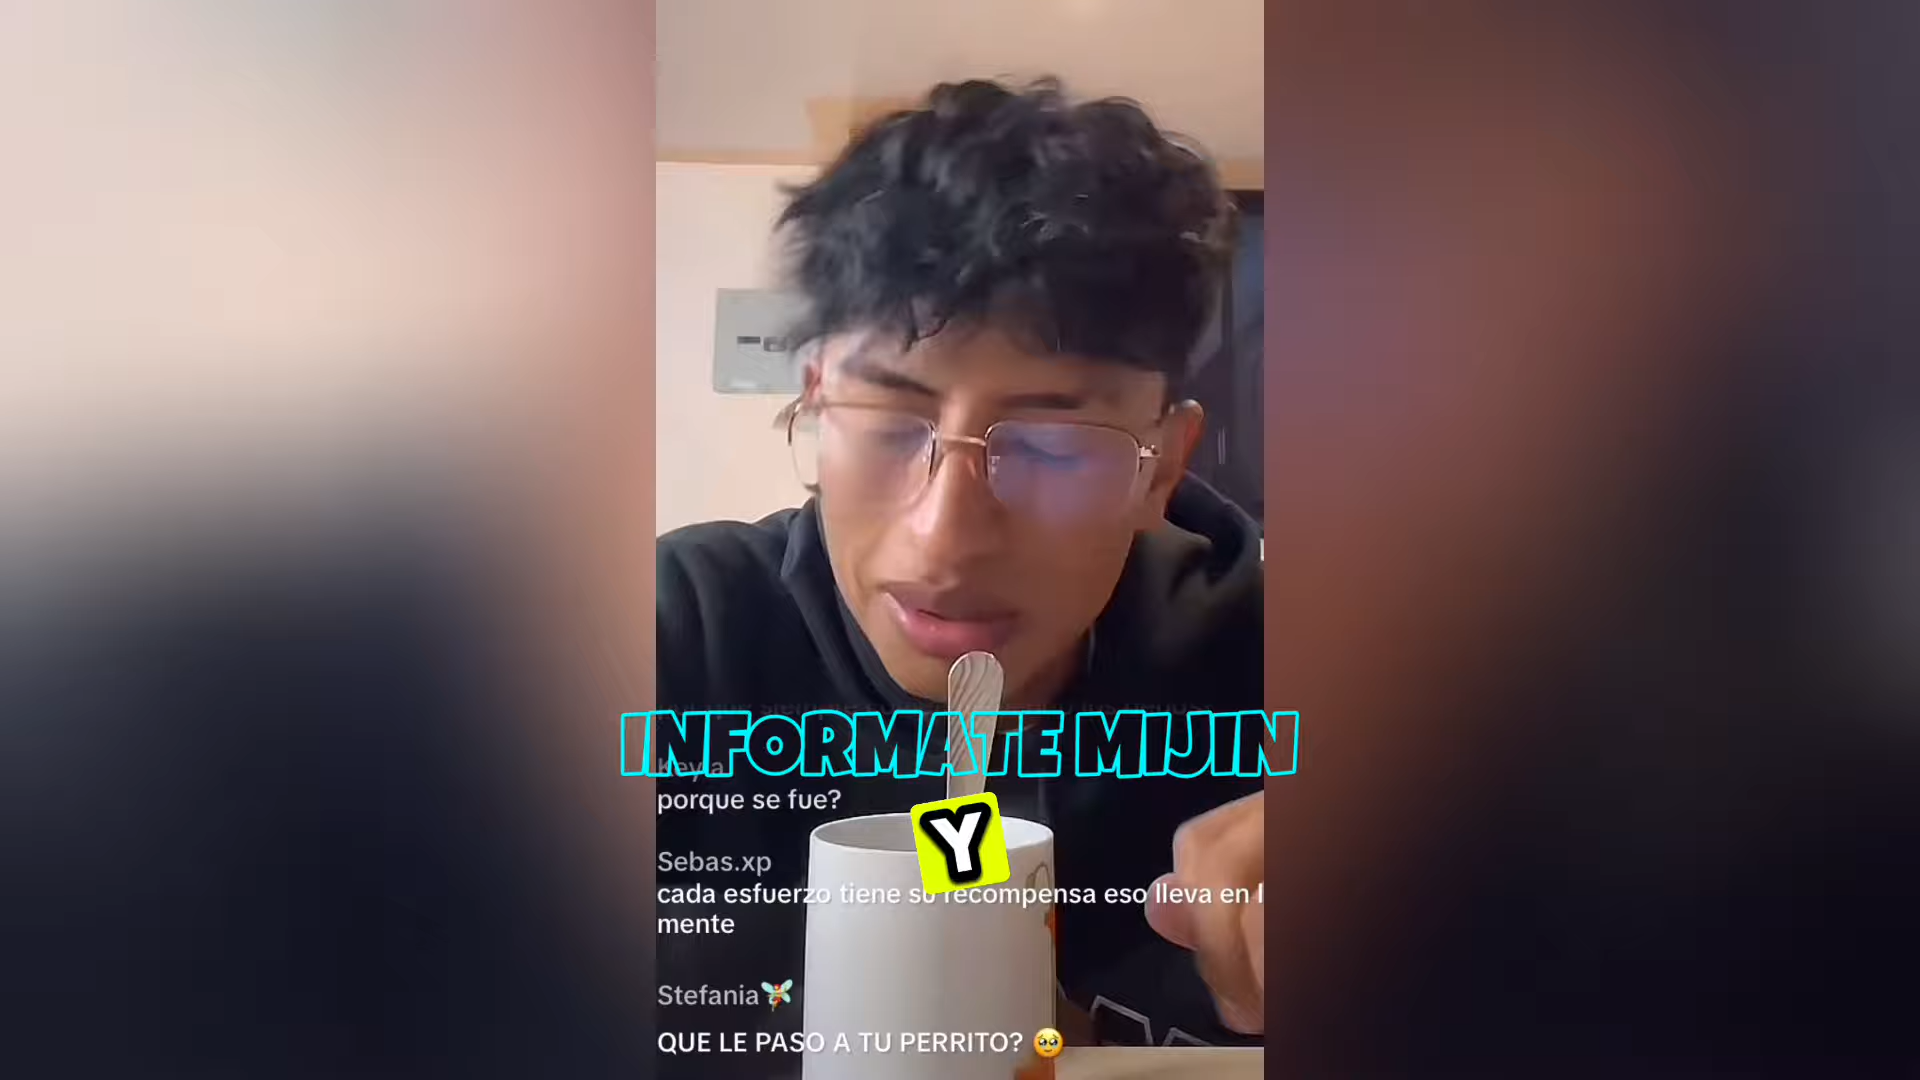 INFORMATE MIJIN
Keyla
porque se fue?
Y
Sebas.xp
cada esfuerzo tiene su recompensa eso lleva en l
mente
Stefania🧚
QUE LE PASO A TU PERRITO? 🥹